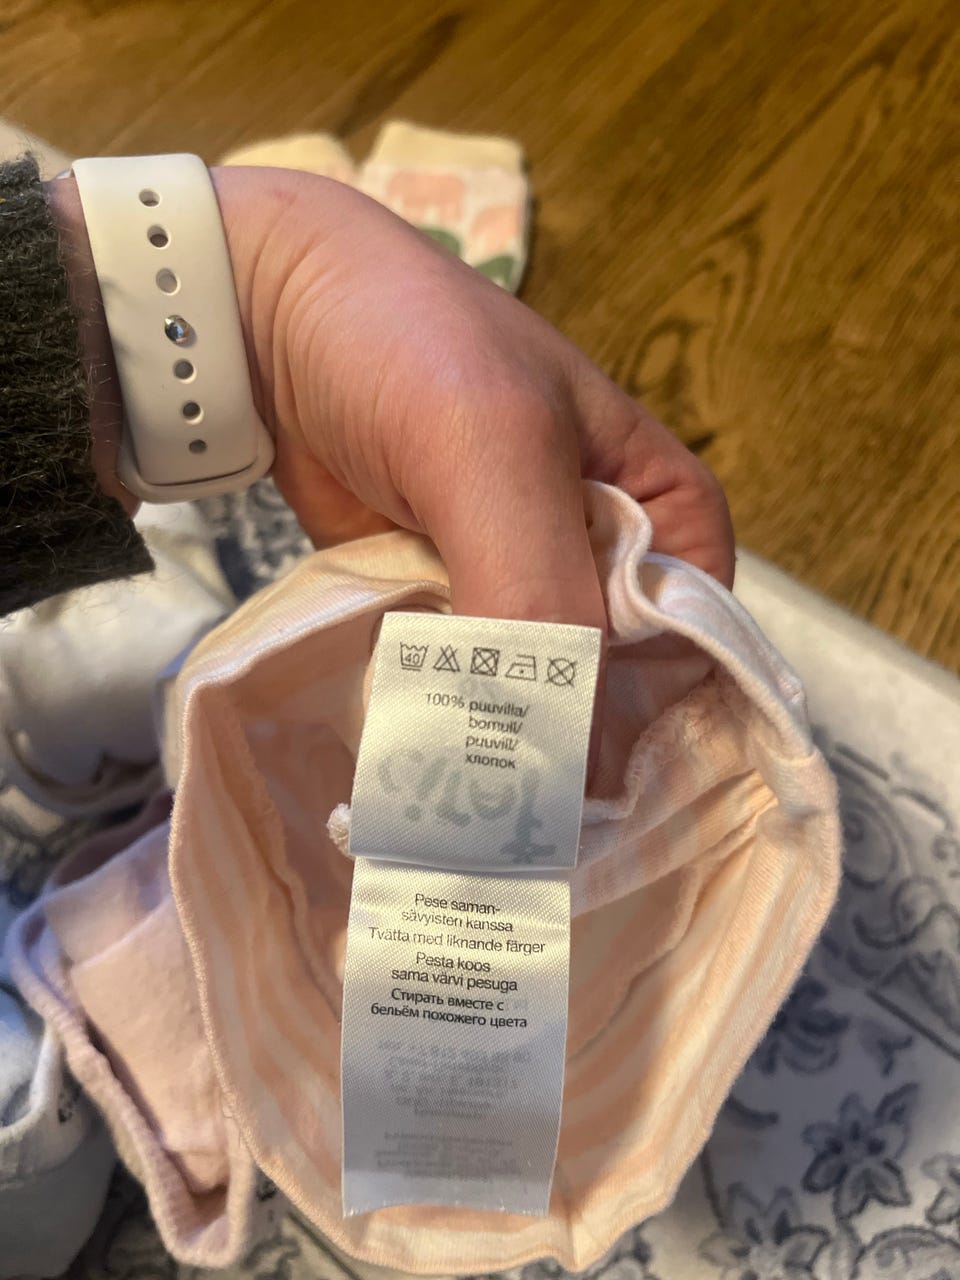 40
100% puuvilla/
bomull/
puuvill/
хлопок
Pese saman-
sävyisten kanssa
Tvätta med liknande färger
Pesta koos
sama värvi pesuga
Стирать вместе с
бельём похожего цвета